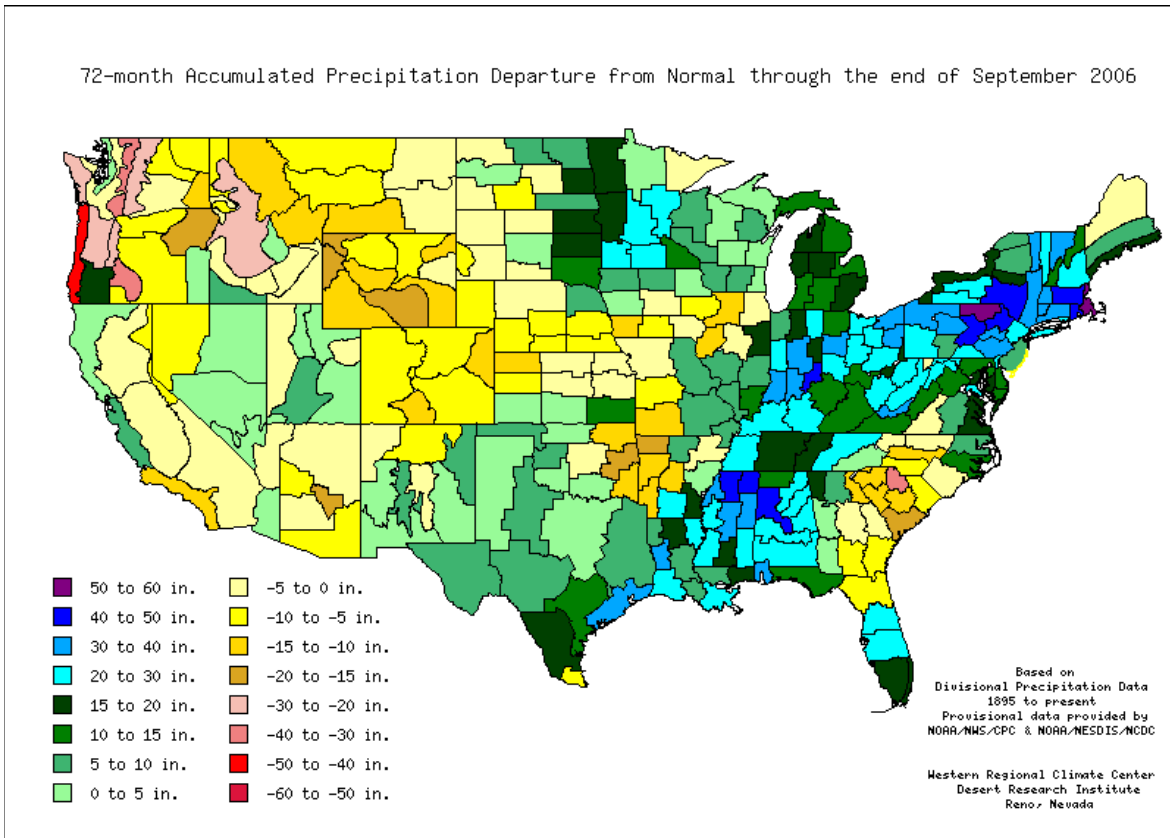 72-month Accumulated Precipitation Departure from Normal through the end of September 2006
50 to 60 in.
40 to 50 in.
30 to 40 in.
20 to 30 in.
15 to 20 in.
10 to 15 in.
5 to 10 in.
0 to 5 in.
-5 to 0 in.
-10 to -5 in.
-15 to -10 in.
-20 to -15 in.
-30 to -20 in.
-40 to -30 in.
-50 to -40 in.
-60 to -50 in.
Based on
Divisional Precipitation Data
1895 to present
Provisional data provided by
NOAA/NWS/CPC & NOAA/NESDIS/NCDC
Western Regional Climate Center
Desert Research Institute
Reno, Nevada